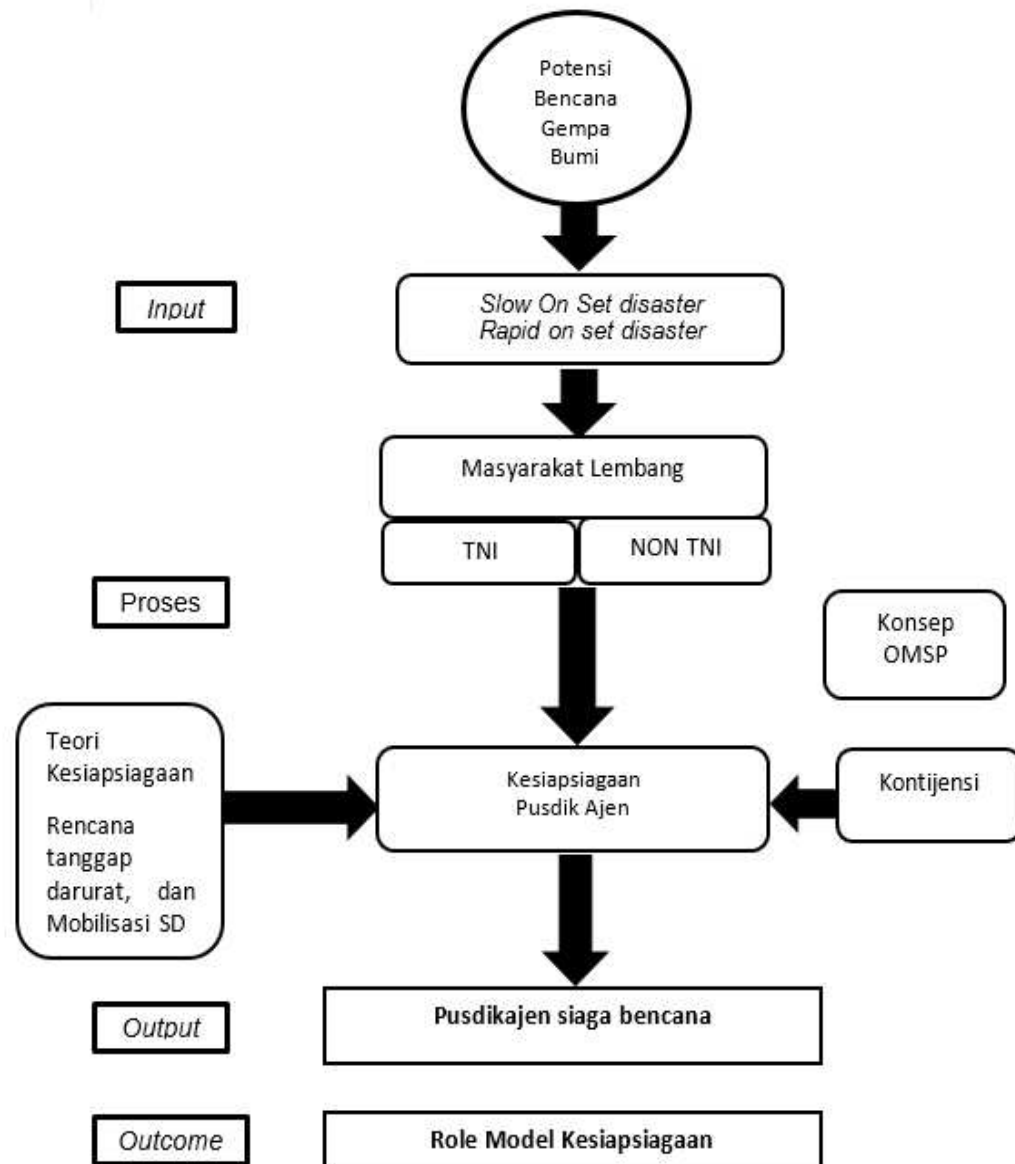 Potensi
Bencana
Gempa
Bumi
Input
Slow On Set disaster
Rapid on set disaster
Masyarakat Lembang
TNI
NON TNI
Proses
Konsep
OMSP
Teori
Kesiapsiagaan
Rencana
tanggap
darurat, dan
Mobilisasi SD
Kesiapsiagaan
Pusdik Ajen
Kontijensi
Output
Pusdikajen siaga bencana
Outcome
Role Model Kesiapsiagaan